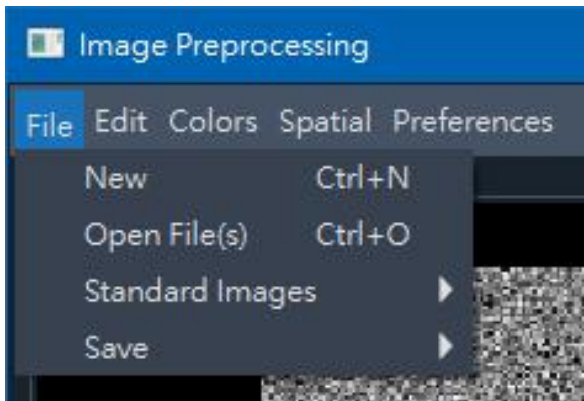 Image Preprocessing
File Edit Colors Spatial Preferences
New Ctrl+N
Open File(s) Ctrl+O
Standard Images
Save